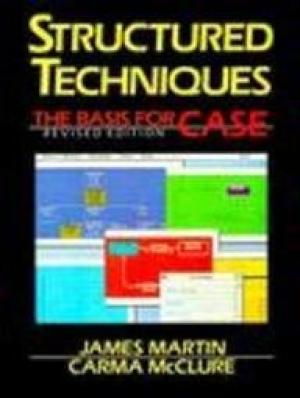 STRUCTURED
TECHNIQUES
THE BASIS FOR CASE
REVISED EDITION
JAMES MARTIN
CARMA McCLURE